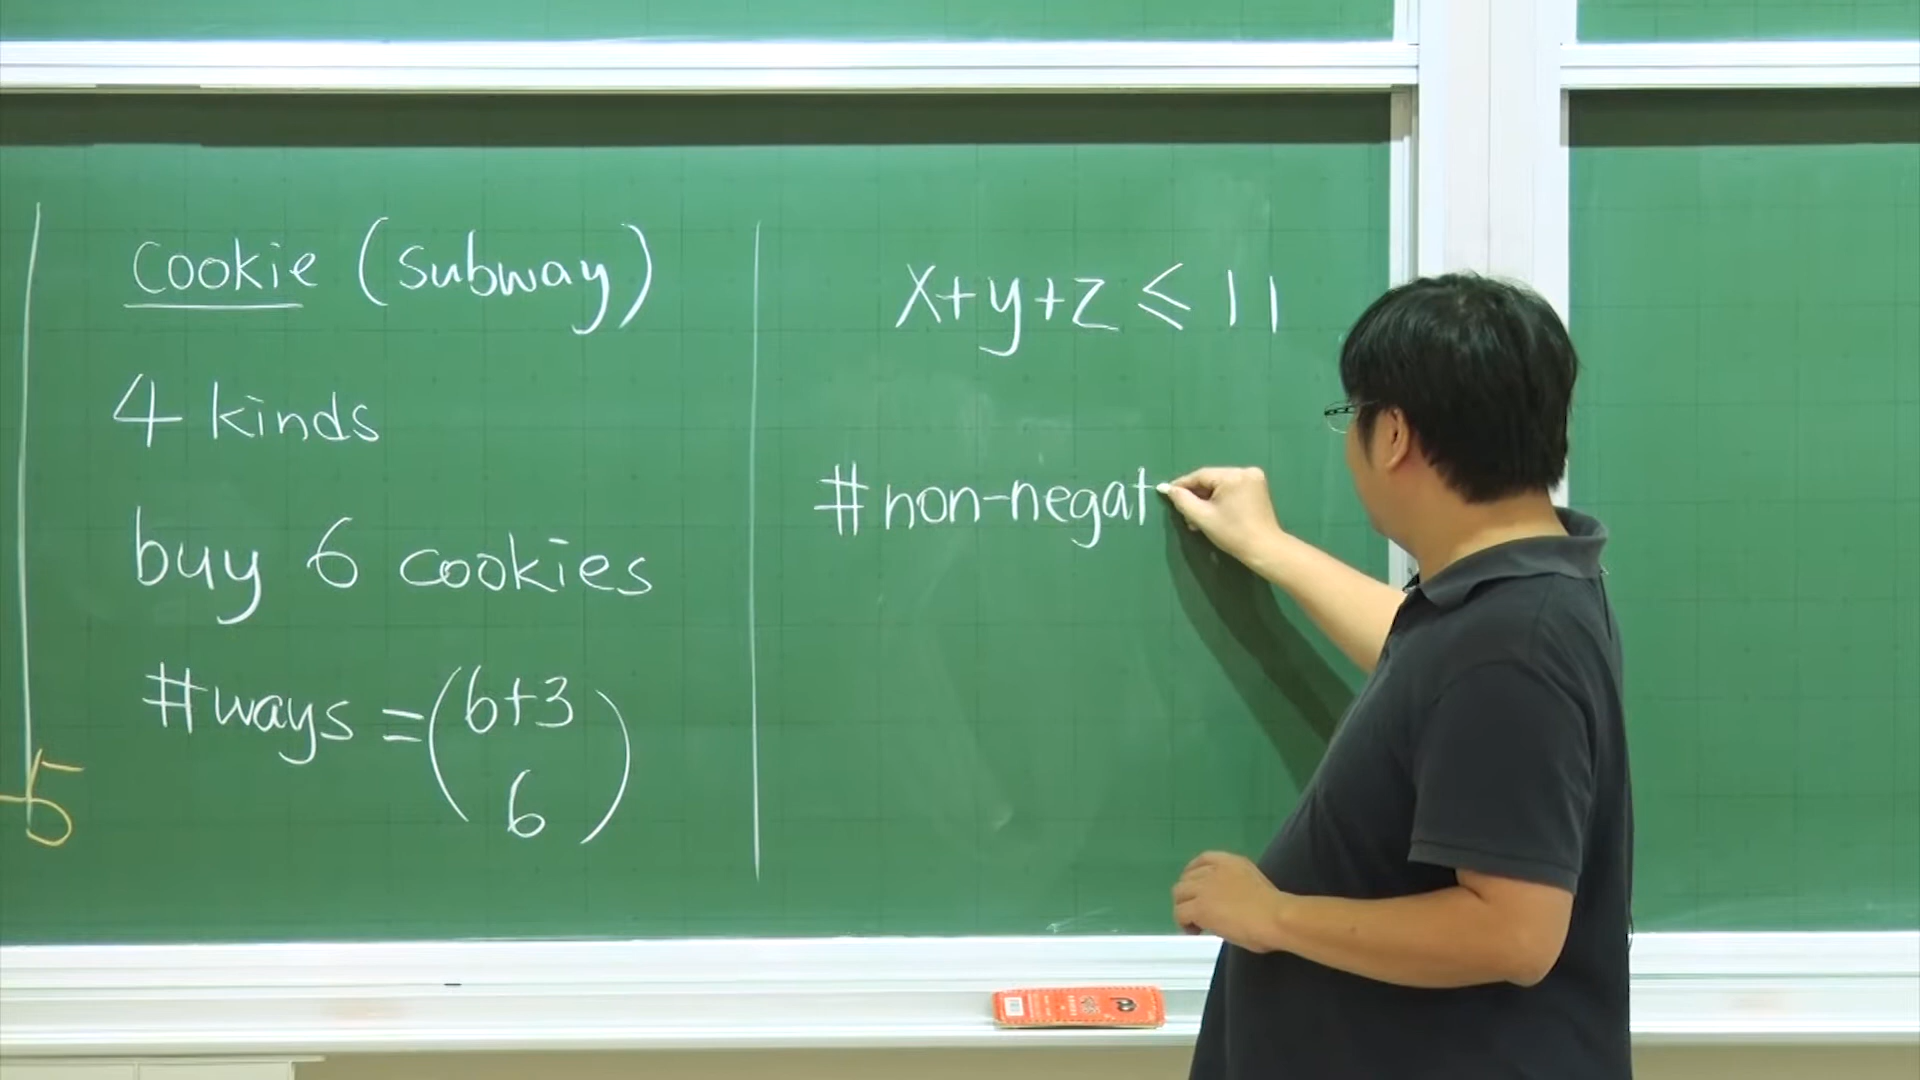 cookie (subway)
4 kinds
buy 6 cookies
#ways = (6+3
6)
5
x+y+z ≤ 11
#non-negat